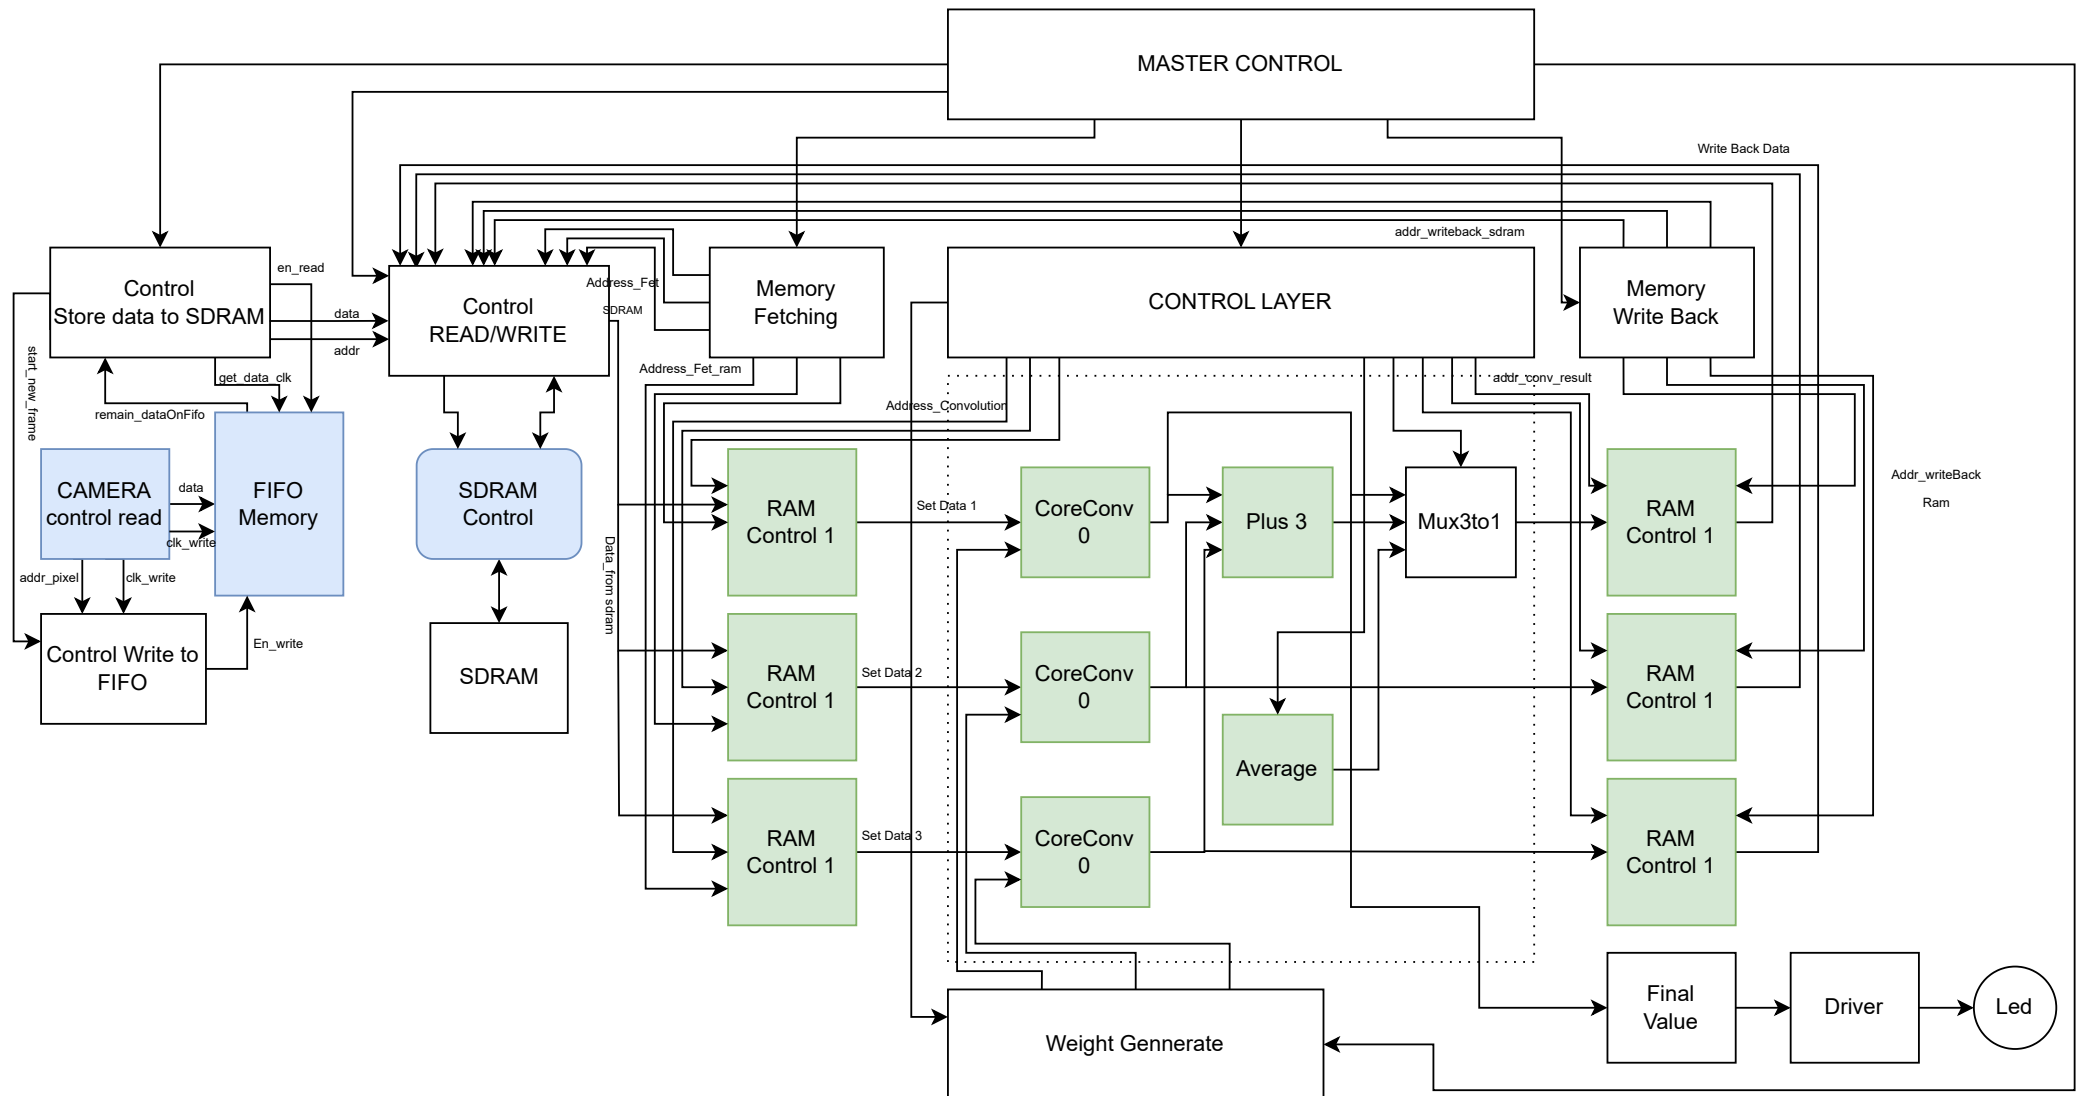 MASTER CONTROL
Write Back Data
addr_writeback_sdram
en_read
Control
Store data to SDRAM
data
addr
Control
READ/WRITE
Address_Fet
SDRAM
Memory
Fetching
CONTROL LAYER
Memory
Write Back
start_new_frame
get_data_clk
remain_dataOnFifo
Address_Fet_ram
Address_Convolution
addr_conv_result
CAMERA
control read
data
clk_write
FIFO
Memory
SDRAM
Control
RAM
Control 1
Set Data 1
CoreConv
0
Plus 3
Mux3to1
RAM
Control 1
Addr_writeBack
Ram
addr_pixel
clk_write
Data_from sdram
Control Write to
FIFO
En_write
SDRAM
RAM
Control 1
Set Data 2
CoreConv
0
RAM
Control 1
Average
RAM
Control 1
Set Data 3
CoreConv
0
RAM
Control 1
Final
Value
Driver
Led
Weight Gennerate